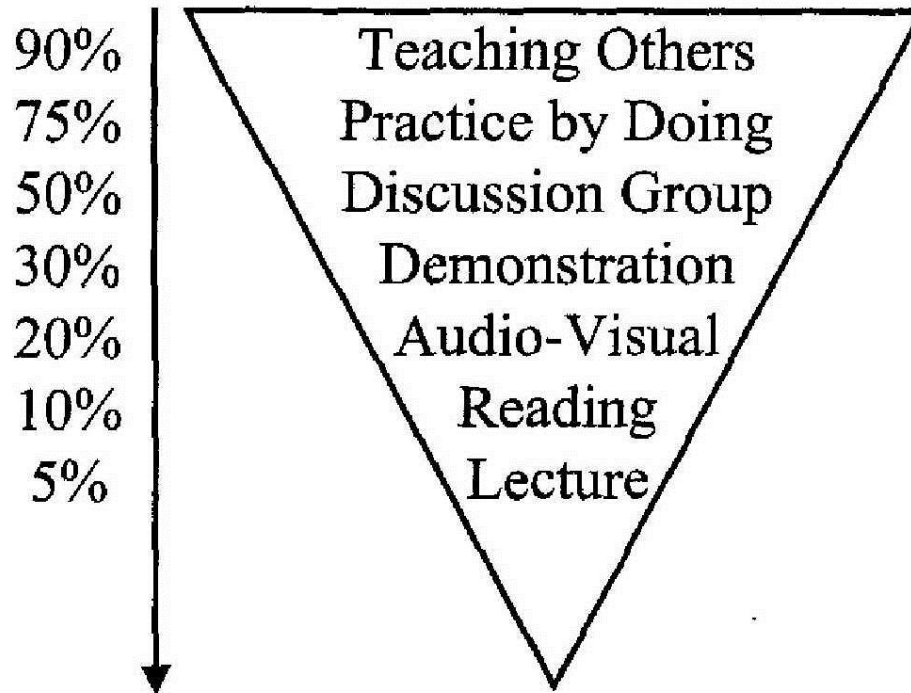 90% Teaching Others
75% Practice by Doing
50% Discussion Group
30% Demonstration
20% Audio-Visual
10% Reading
5% Lecture